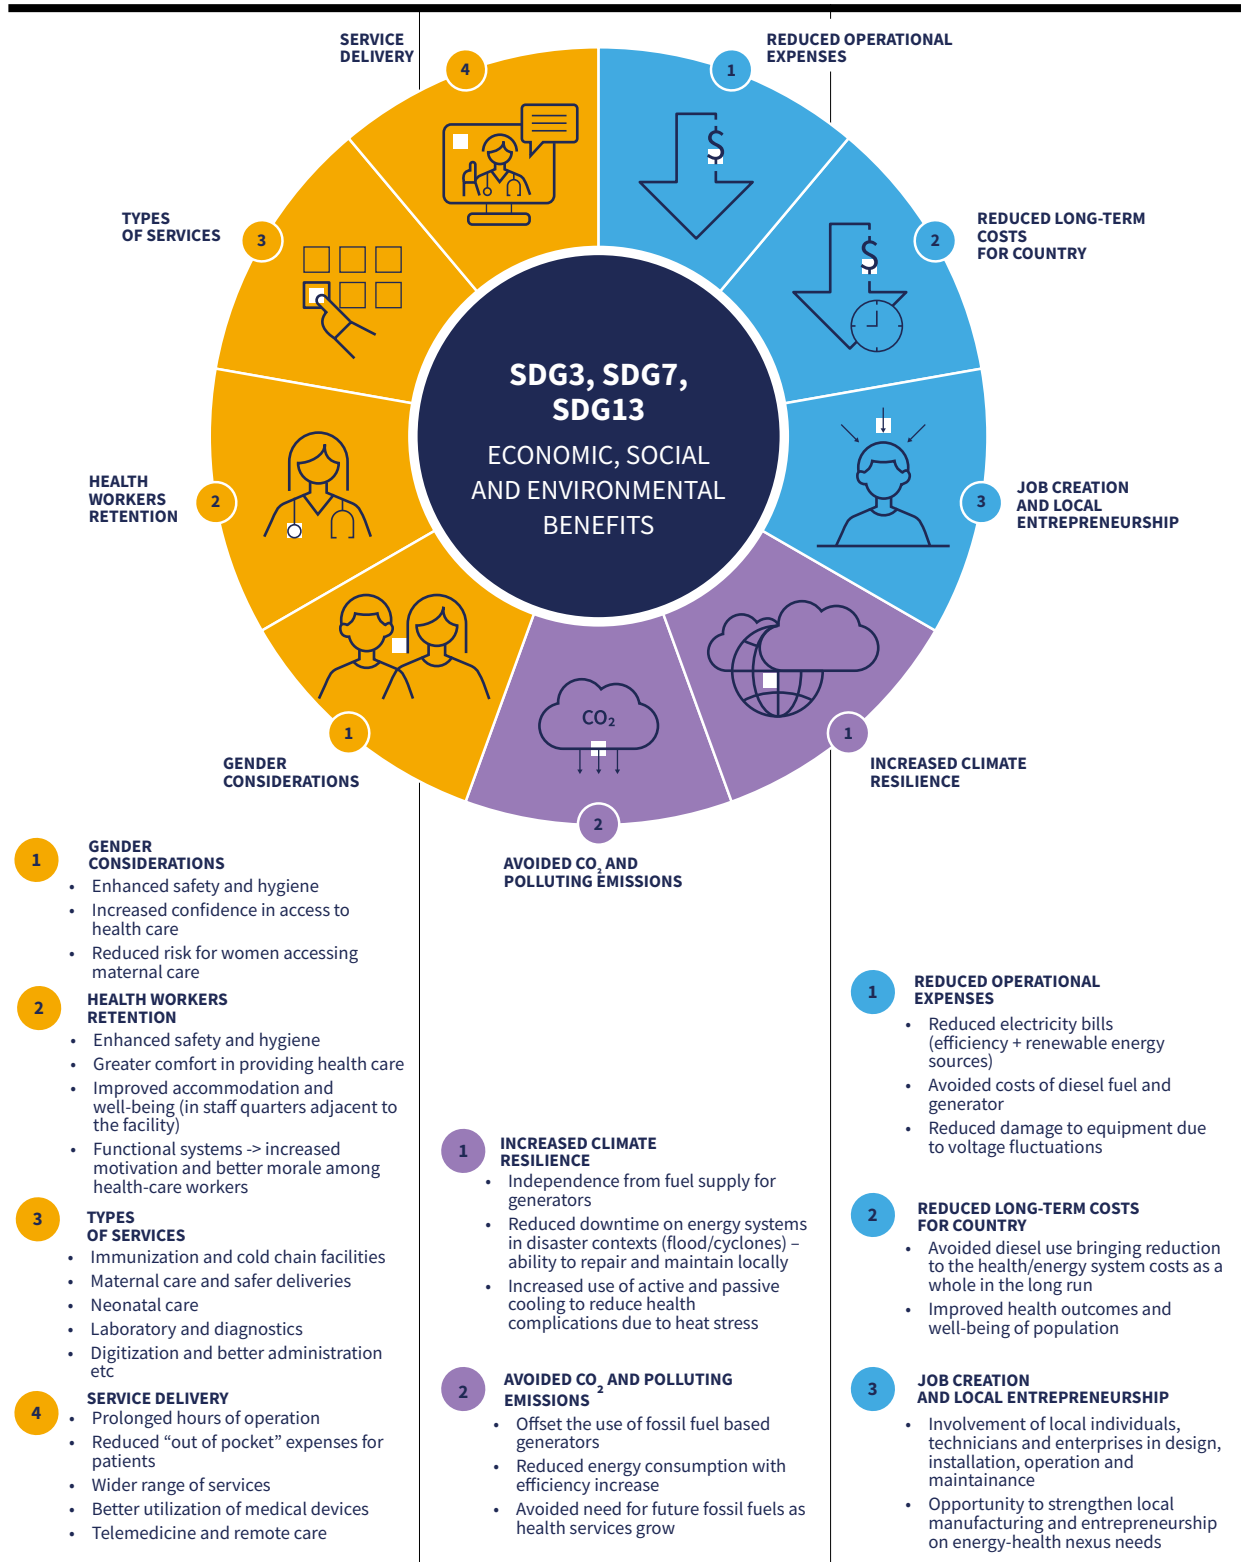 SERVICE
DELIVERY
4
REDUCED OPERATIONAL
EXPENSES
1
$
TYPES
OF SERVICES
3
REDUCED LONG-TERM
COSTS
FOR COUNTRY
2
$
SDG3, SDG7,
SDG13
ECONOMIC, SOCIAL
AND ENVIRONMENTAL
BENEFITS
HEALTH
WORKERS
RETENTION
2
JOB CREATION
AND LOCAL
ENTREPRENEURSHIP
3
GENDER
CONSIDERATIONS
1
CO₂
INCREASED CLIMATE
RESILIENCE
1
AVOIDED CO₂ AND
POLLUTING EMISSIONS
2
1
GENDER
CONSIDERATIONS
• Enhanced safety and hygiene
• Increased confidence in access to
health care
• Reduced risk for women accessing
maternal care
2
HEALTH WORKERS
RETENTION
• Enhanced safety and hygiene
• Greater comfort in providing health care
• Improved accommodation and
well-being (in staff quarters adjacent to
the facility)
• Functional systems -> increased
motivation and better morale among
health-care workers
3
TYPES
OF SERVICES
• Immunization and cold chain facilities
• Maternal care and safer deliveries
• Neonatal care
• Laboratory and diagnostics
• Digitization and better administration
etc
4
SERVICE DELIVERY
• Prolonged hours of operation
• Reduced “out of pocket” expenses for
patients
• Wider range of services
• Better utilization of medical devices
• Telemedicine and remote care
1
INCREASED CLIMATE
RESILIENCE
• Independence from fuel supply for
generators
• Reduced downtime on energy systems
in disaster contexts (flood/cyclones) –
ability to repair and maintain locally
• Increased use of active and passive
cooling to reduce health
complications due to heat stress
2
AVOIDED CO₂ AND POLLUTING
EMISSIONS
• Offset the use of fossil fuel based
generators
• Reduced energy consumption with
efficiency increase
• Avoided need for future fossil fuels as
health services grow
1
REDUCED OPERATIONAL
EXPENSES
• Reduced electricity bills
(efficiency + renewable energy
sources)
• Avoided costs of diesel fuel and
generator
• Reduced damage to equipment due
to voltage fluctuations
2
REDUCED LONG-TERM COSTS
FOR COUNTRY
• Avoided diesel use bringing reduction
to the health/energy system costs as a
whole in the long run
• Improved health outcomes and
well-being of population
3
JOB CREATION
AND LOCAL ENTREPRENEURSHIP
• Involvement of local individuals,
technicians and enterprises in design,
installation, operation and
maintainance
• Opportunity to strengthen local
manufacturing and entrepreneurship
on energy-health nexus needs